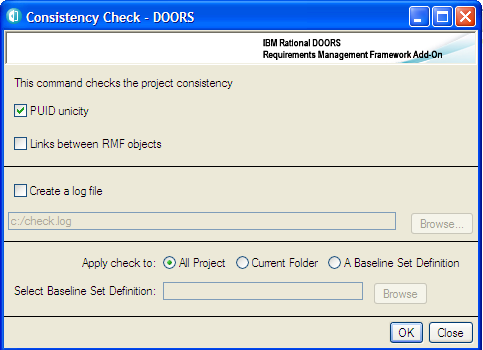 Consistency Check - DOORS
IBM Rational DOORS
Requirements Management Framework Add-On
This command checks the project consistency
PUID unicity
Links between RMF objects
Create a log file
c:/check.log Browse...
Apply check to: All Project Current Folder A Baseline Set Definition
Select Baseline Set Definition: Browse
OK Close